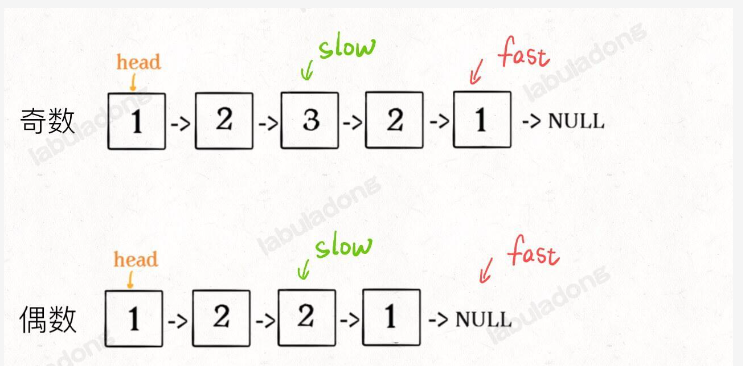 slow
fast
head
奇数 1 -> 2 -> 3 -> 2 -> 1 -> NULL
labuladong
labuladong
labuladong
slow
fast
head
偶数 1 -> 2 -> 2 -> 1 -> NULL
labuladong
dong